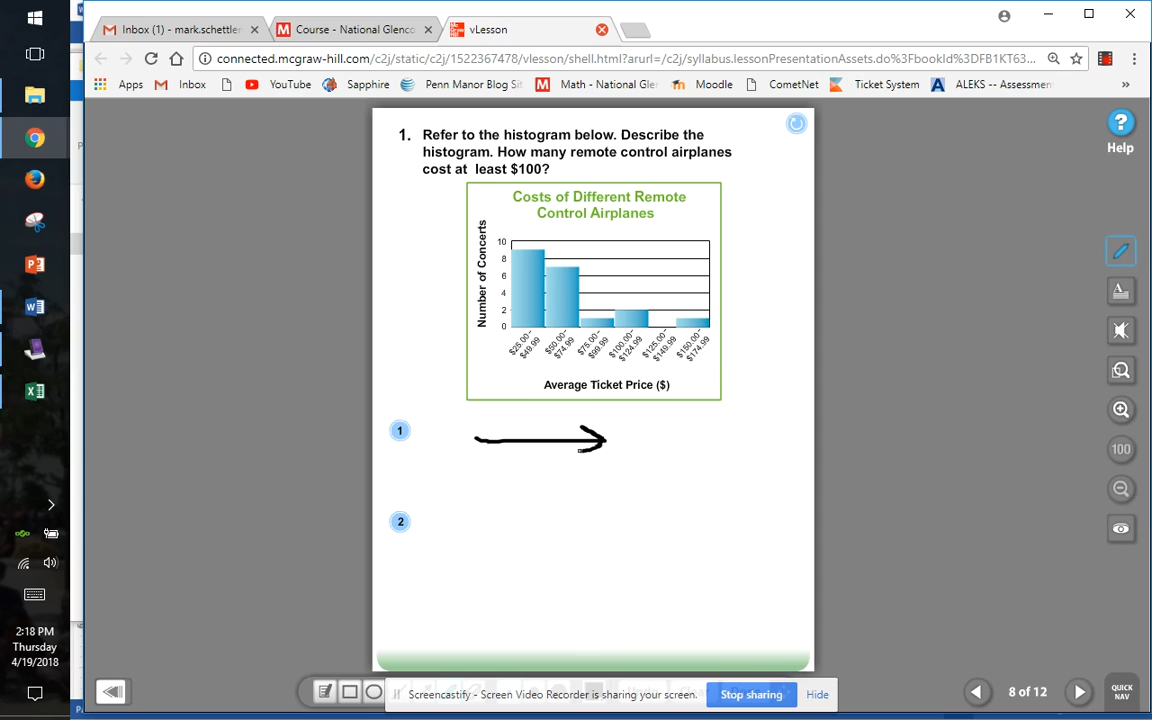 Inbox (1) - mark.schettler
Course - National Glenco
vLesson
connected.mcgraw-hill.com/c2j/static/c2j/1522367478/vlesson/shell.html?arurl=/c2j/syllabus.lessonPresentationAssets.do%3FbookId%3DFB1KT63...
Apps
Inbox
YouTube
Sapphire
Penn Manor Blog Sit
Math - National Gle
Moodle
CometNet
Ticket System
ALEKS -- Assessmen
»
1. Refer to the histogram below. Describe the
histogram. How many remote control airplanes
cost at least $100?
Costs of Different Remote
Control Airplanes
Number of Concerts
10
8
6
4
2
0
$25.00–
$49.99
$50.00–
$74.99
$75.00–
$99.99
$100.00–
$124.99
$125.00–
$149.99
$150.00–
$174.99
Average Ticket Price ($)
1
2
Help
100
2:18 PM
Thursday
4/19/2018
Screencastify - Screen Video Recorder is sharing your screen.
Stop sharing
Hide
8 of 12
QUICK
NAV